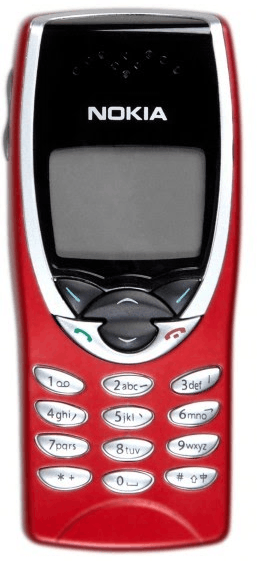 NOKIA
1 2abc 3def
4ghi 5jkl 6mno
7pqrs 8tuv 9wxyz
* + 0 #